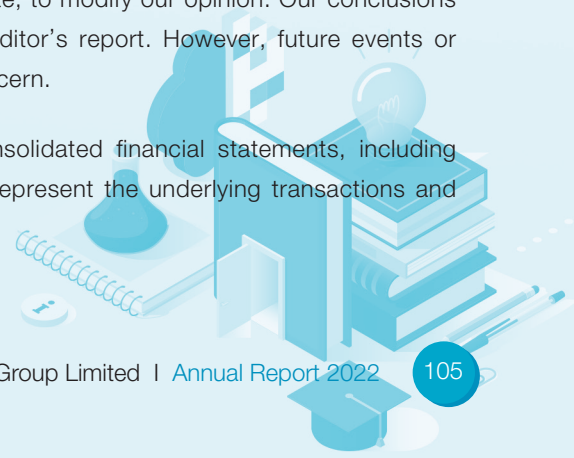 te, to modify our opinion. Our conclusions
ditor's report. However, future events or
cern.
nsolidated financial statements, including
epresent the underlying transactions and
i
Group Limited I Annual Report 2022 105